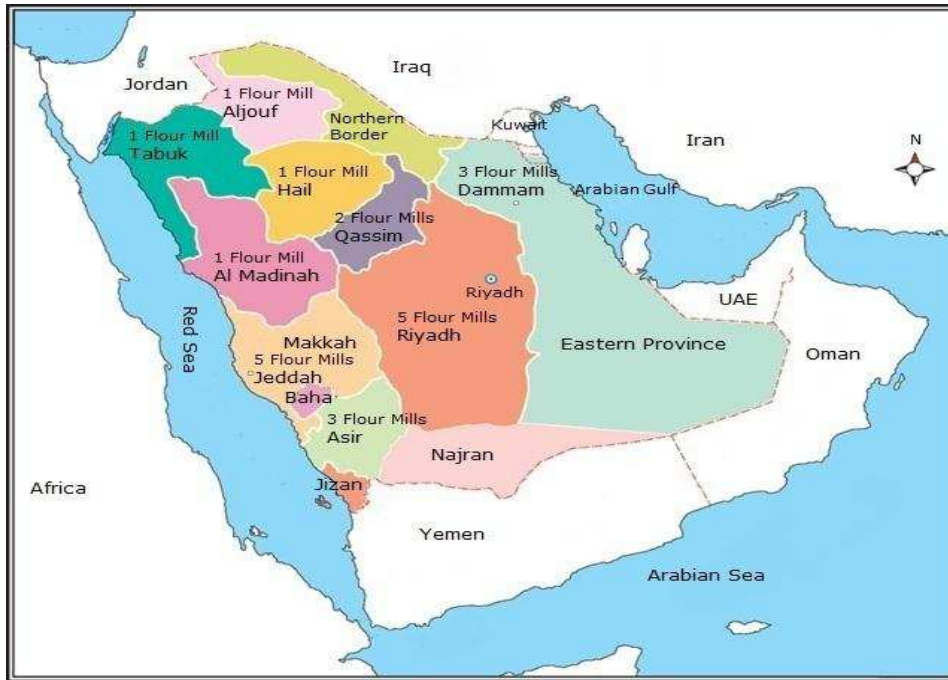 Iraq
Jordan
1 Flour Mill
Aljouf
Northern
Border
Kuwait
Iran
N
1 Flour Mill
Tabuk
1 Flour Mill
Hail
3 Flour Mills
Dammam
Arabian Gulf
2 Flour Mills
Qassim
1 Flour Mill
Al Madinah
Riyadh
UAE
Red Sea
5 Flour Mills
Riyadh
Makkah
5 Flour Mills
Jeddah
Baha
Eastern Province
Oman
3 Flour Mills
Asir
Najran
Jizan
Africa
Yemen
Arabian Sea